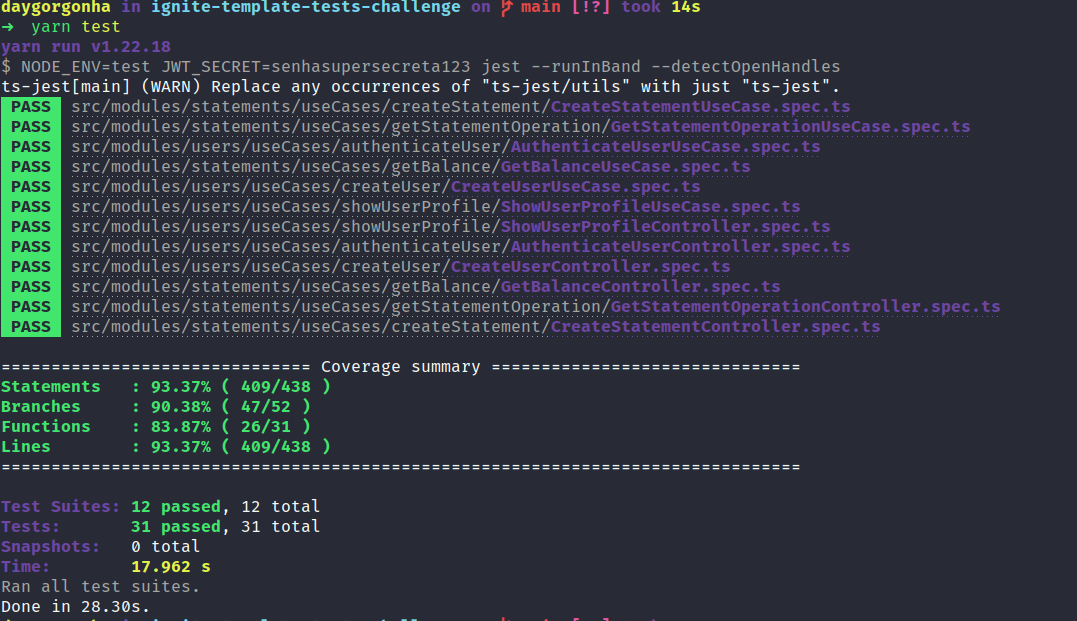 daygorgonha in ignite-template-tests-challenge on main [!?] took 14s
→ yarn test
yarn run v1.22.18
$ NODE_ENV=test JWT_SECRET=senhasupersecreta123 jest --runInBand --detectOpenHandles
ts-jest[main] (WARN) Replace any occurrences of "ts-jest/utils" with just "ts-jest".
PASS src/modules/statements/useCases/createStatement/CreateStatementUseCase.spec.ts
PASS src/modules/statements/useCases/getStatementOperation/GetStatementOperationUseCase.spec.ts
PASS src/modules/users/useCases/authenticateUser/AuthenticateUserUseCase.spec.ts
PASS src/modules/statements/useCases/getBalance/GetBalanceUseCase.spec.ts
PASS src/modules/users/useCases/createUser/CreateUserUseCase.spec.ts
PASS src/modules/users/useCases/showUserProfile/ShowUserProfileUseCase.spec.ts
PASS src/modules/users/useCases/showUserProfile/ShowUserProfileController.spec.ts
PASS src/modules/users/useCases/authenticateUser/AuthenticateUserController.spec.ts
PASS src/modules/users/useCases/createUser/CreateUserController.spec.ts
PASS src/modules/statements/useCases/getBalance/GetBalanceController.spec.ts
PASS src/modules/statements/useCases/getStatementOperation/GetStatementOperationController.spec.ts
PASS src/modules/statements/useCases/createStatement/CreateStatementController.spec.ts
=============================== Coverage summary ===============================
Statements   : 93.37% ( 409/438 )
Branches     : 90.38% ( 47/52 )
Functions    : 83.87% ( 26/31 )
Lines        : 93.37% ( 409/438 )
================================================================================
Test Suites: 12 passed, 12 total
Tests:       31 passed, 31 total
Snapshots:   0 total
Time:        17.962 s
Ran all test suites.
Done in 28.30s.